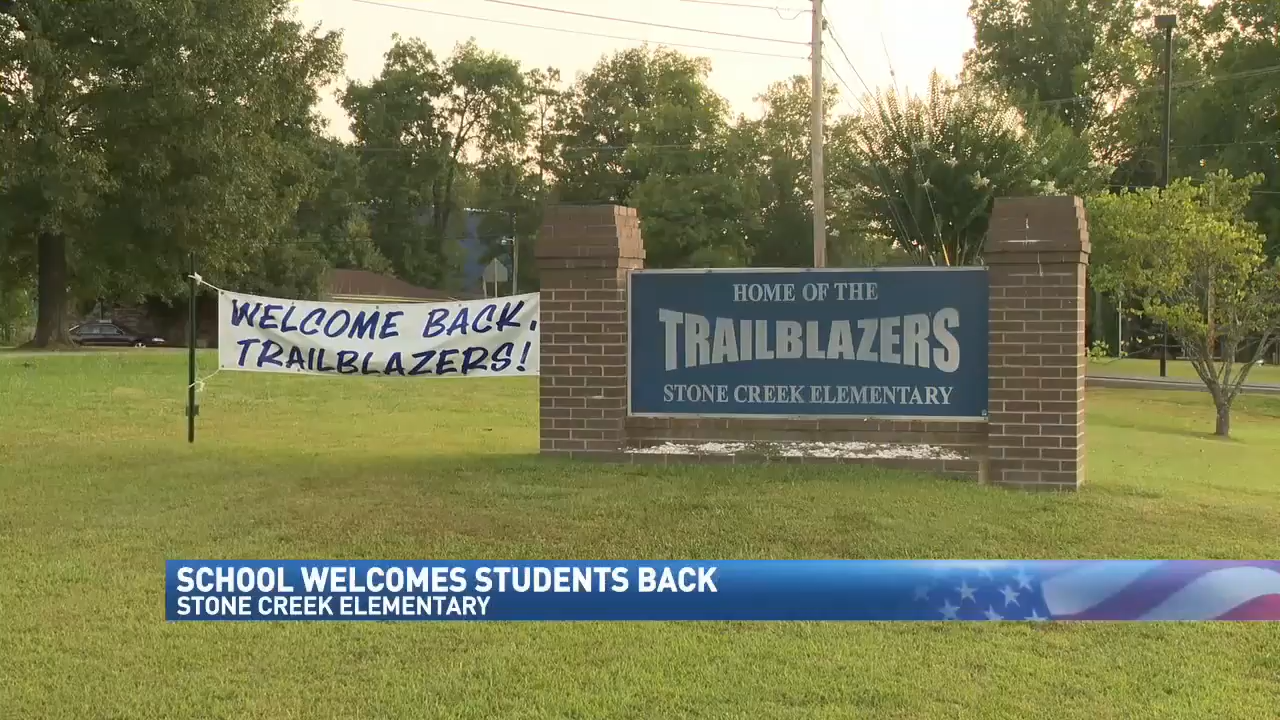 WELCOME BACK,
TRAILBLAZERS!
HOME OF THE
TRAILBLAZERS
STONE CREEK ELEMENTARY
SCHOOL WELCOMES STUDENTS BACK
STONE CREEK ELEMENTARY